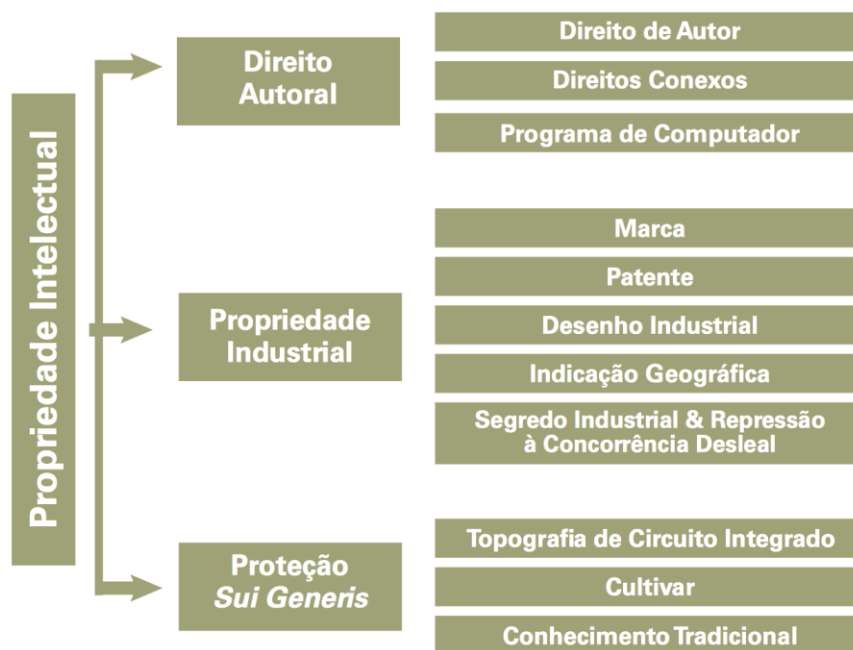 Propriedade Intelectual
Direito
Autoral
Direito de Autor
Direitos Conexos
Programa de Computador
Propriedade
Industrial
Marca
Patente
Desenho Industrial
Indicação Geográfica
Segredo Industrial & Repressão
à Concorrência Desleal
Proteção
Sui Generis
Topografia de Circuito Integrado
Cultivar
Conhecimento Tradicional